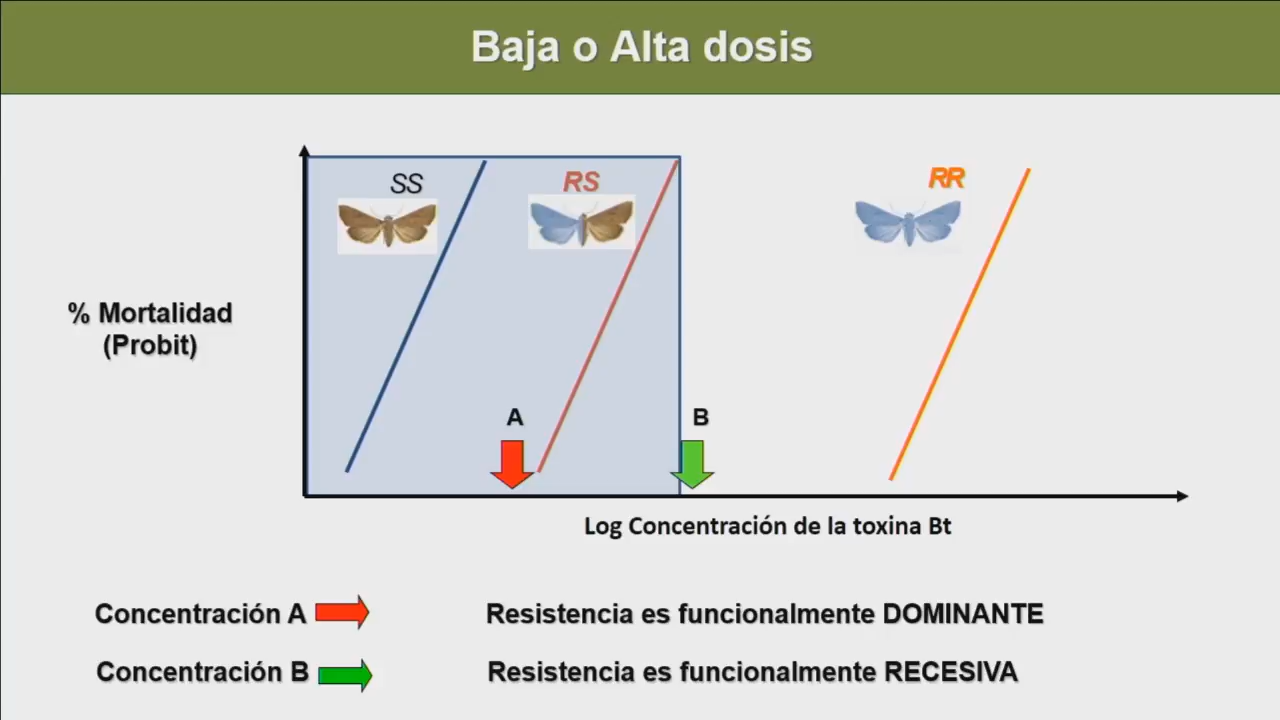 Baja o Alta dosis
SS
RS
RR
% Mortalidad
(Probit)
A
B
Log Concentración de la toxina Bt
Concentración A
Resistencia es funcionalmente DOMINANTE
Concentración B
Resistencia es funcionalmente RECESIVA